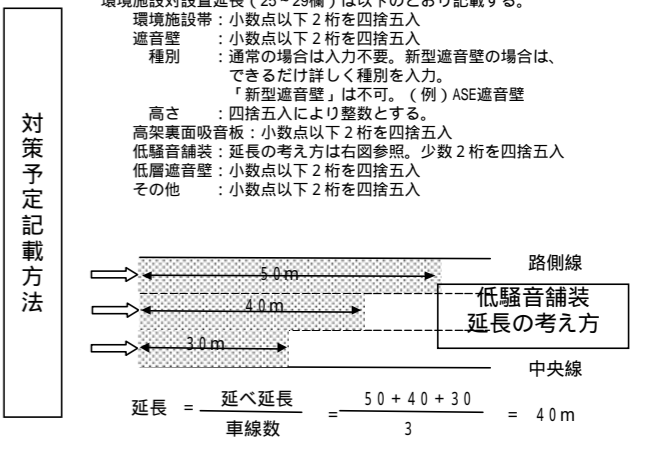 環境施設対設置延長(25~29欄)は以下のとおり記載する。
環境施設帯:小数点以下2桁を四捨五入
遮音壁 :小数点以下2桁を四捨五入
種別 :通常の場合は入力不要。新型遮音壁の場合は、
できるだけ詳しく種別を入力。
「新型遮音壁」は不可。(例)ASE遮音壁
高さ :四捨五入により整数とする。
高架裏面吸音板:小数点以下2桁を四捨五入
低騒音舗装:延長の考え方は右図参照。少数2桁を四捨五入
低層遮音壁:小数点以下2桁を四捨五入
その他 :小数点以下2桁を四捨五入
対策予定記載方法
路側線
50m
低騒音舗装
延長の考え方
40m
30m
中央線
延長 = 延べ延長 / 車線数 = 50+40+30 / 3 = 40m